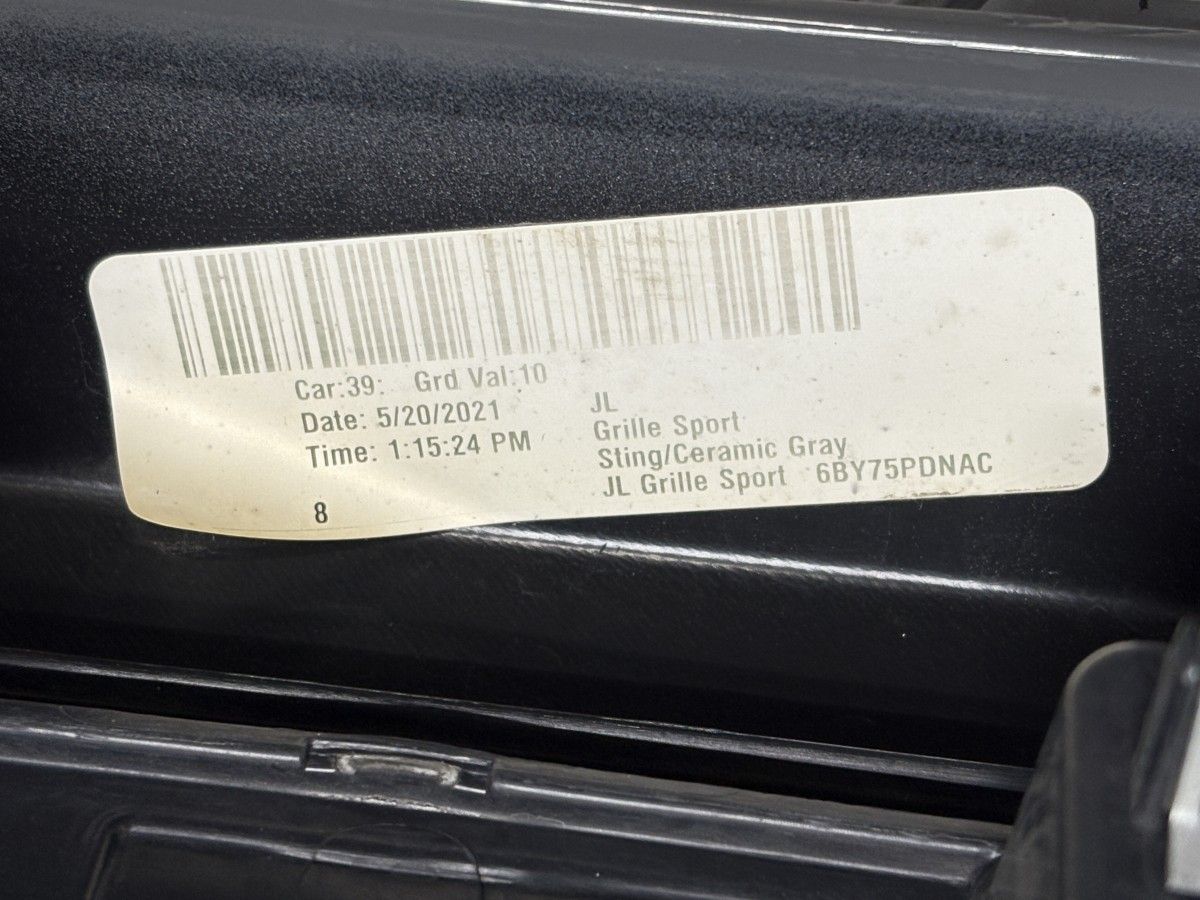 Car:39: Grd Val:10
Date: 5/20/2021
Time: 1:15:24 PM
8
JL
Grille Sport
Sting/Ceramic Gray
JL Grille Sport 6BY75PDNAC